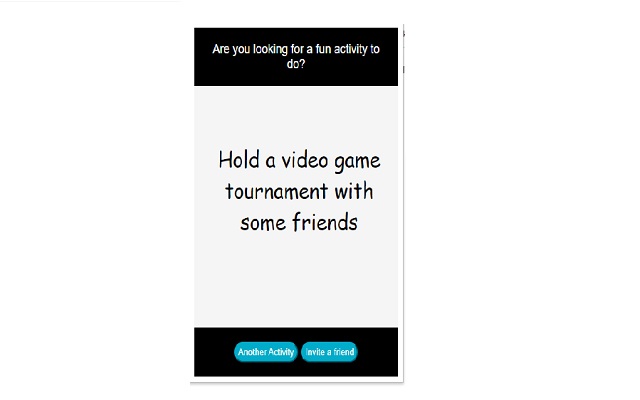 Are you looking for a fun activity to
do?
Hold a video game
tournament with
some friends
Another Activity
Invite a friend